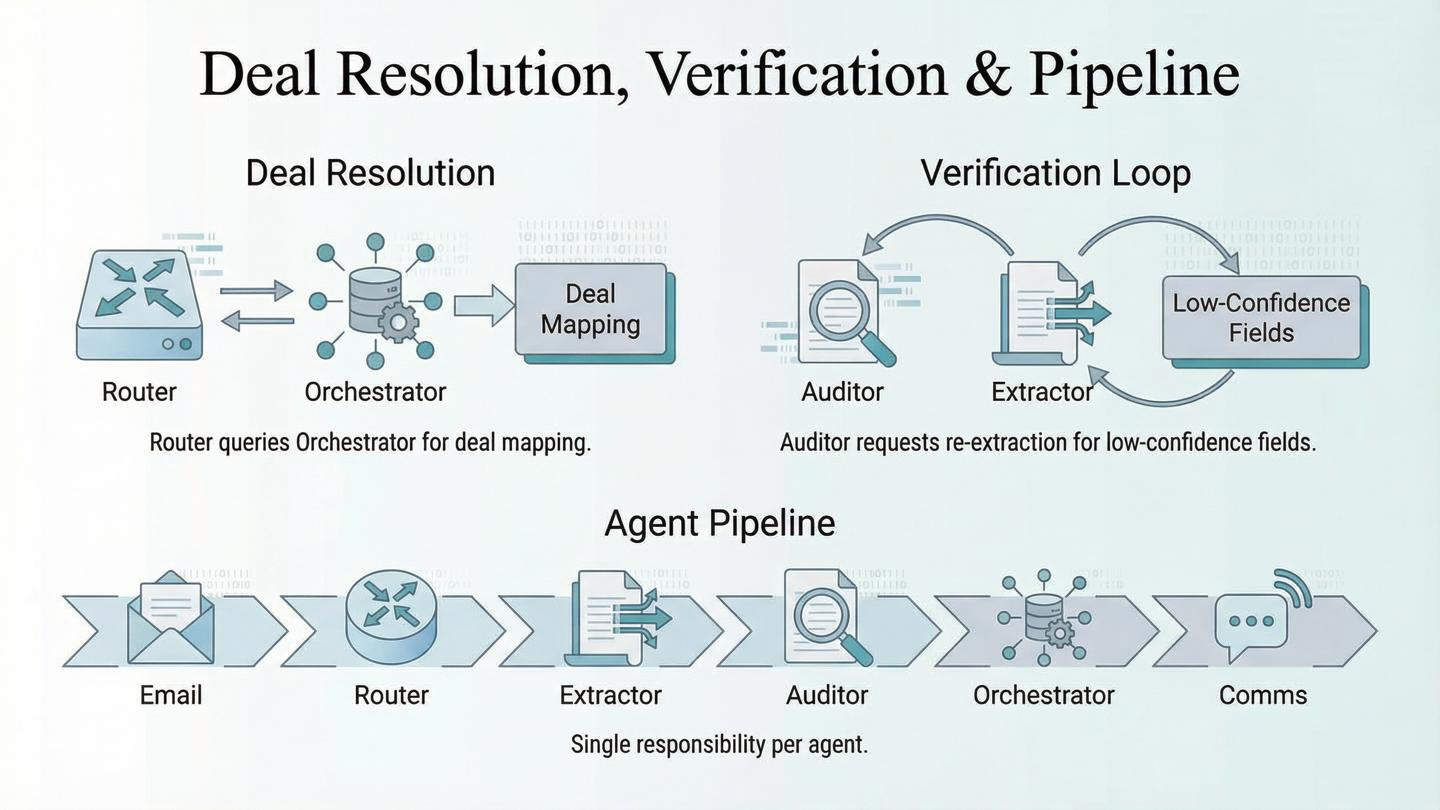 Deal Resolution, Verification & Pipeline
Deal Resolution
Router
Orchestrator
Deal
Mapping
Router queries Orchestrator for deal mapping.
Verification Loop
Auditor
Extractor
Low-Confidence
Fields
Auditor requests re-extraction for low-confidence fields.
Agent Pipeline
Email
Router
Extractor
Auditor
Orchestrator
Comms
Single responsibility per agent.